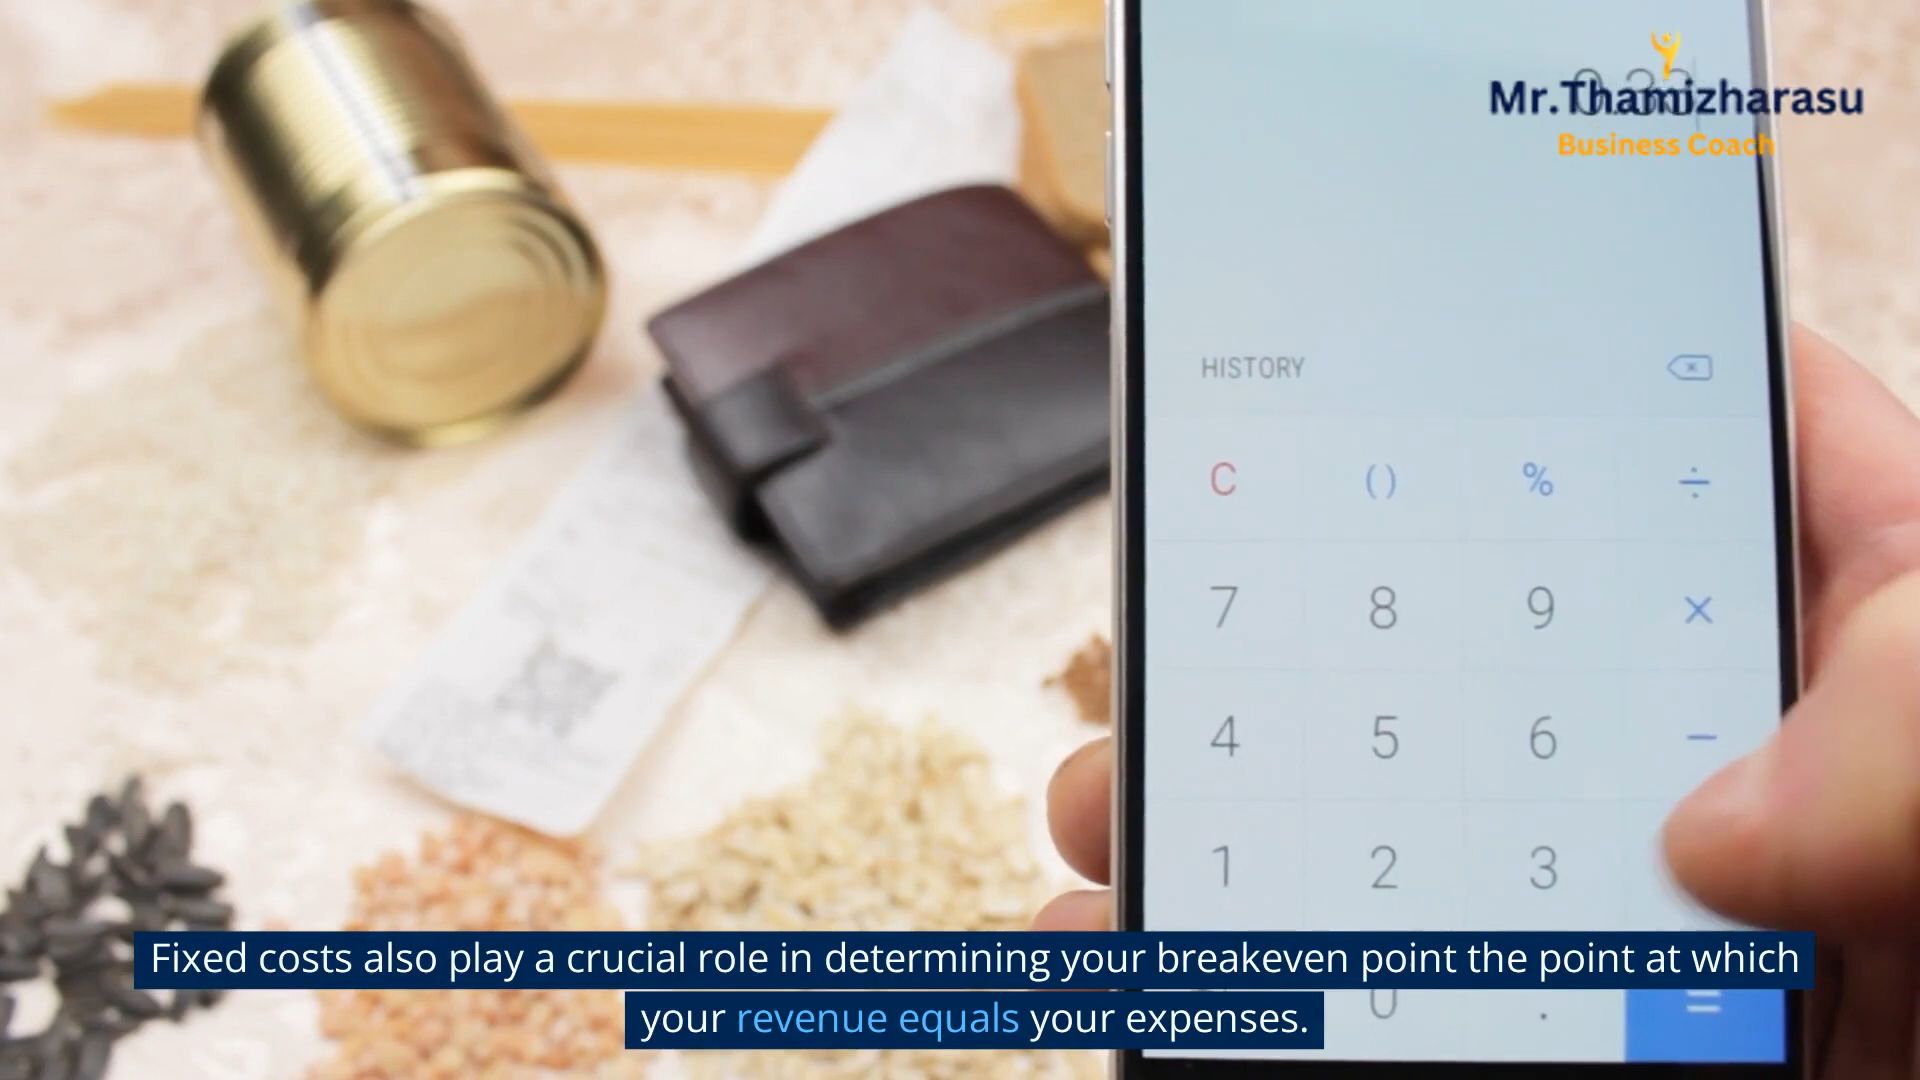 Mr.Thamizharasu
Business Coach
HISTORY
C () % ÷
7 8 9 ×
4 5 6 −
1 2 3
0 . =
Fixed costs also play a crucial role in determining your breakeven point the point at which
your revenue equals your expenses.